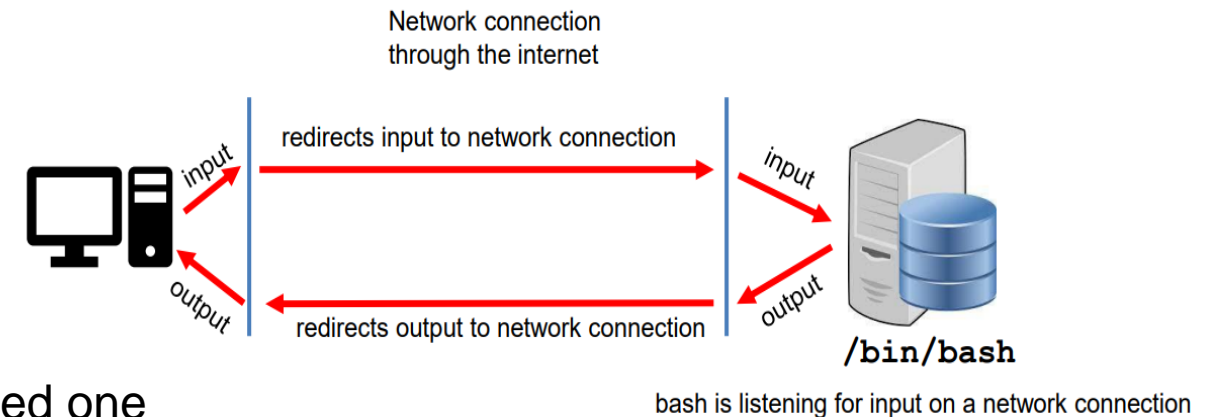 Network connection
through the internet
redirects input to network connection
input
input
output
output
redirects output to network connection
/bin/bash
ed one
bash is listening for input on a network connection